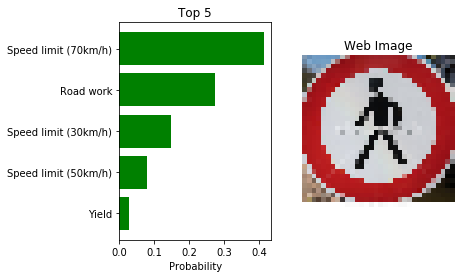 Top 5
Speed limit (70km/h)
Road work
Speed limit (30km/h)
Speed limit (50km/h)
Yield
0.0 0.1 0.2 0.3 0.4
Probability
Web Image